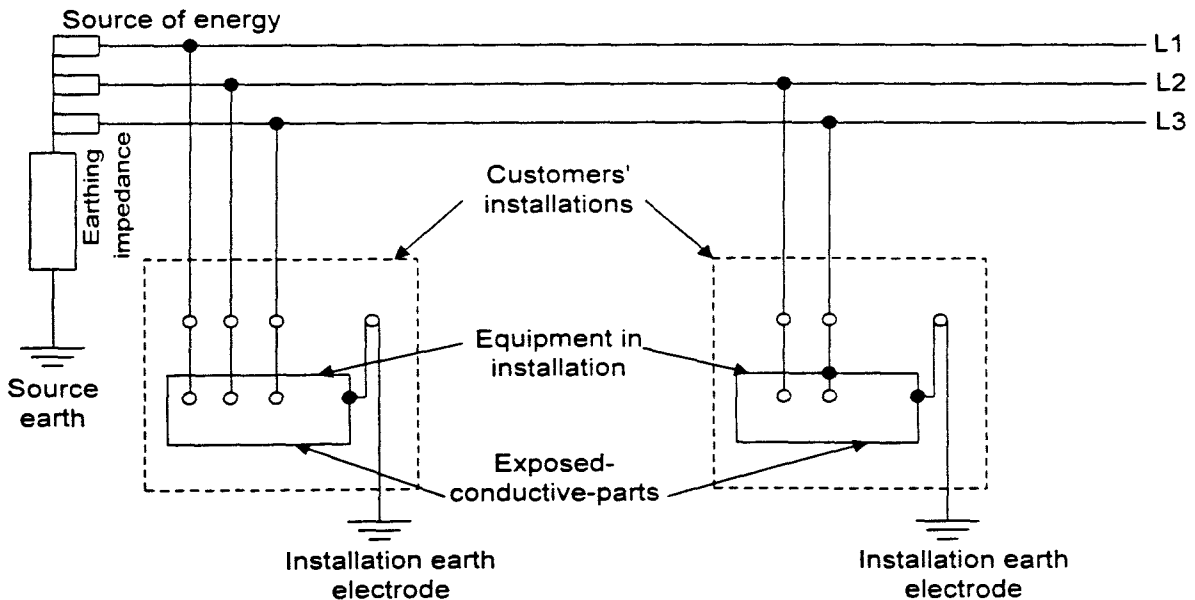 Source of energy
L1
L2
L3
Earthing
impedance
Customers'
installations
Equipment in
installation
Source
earth
Exposed-
conductive-parts
Installation earth
electrode
Installation earth
electrode